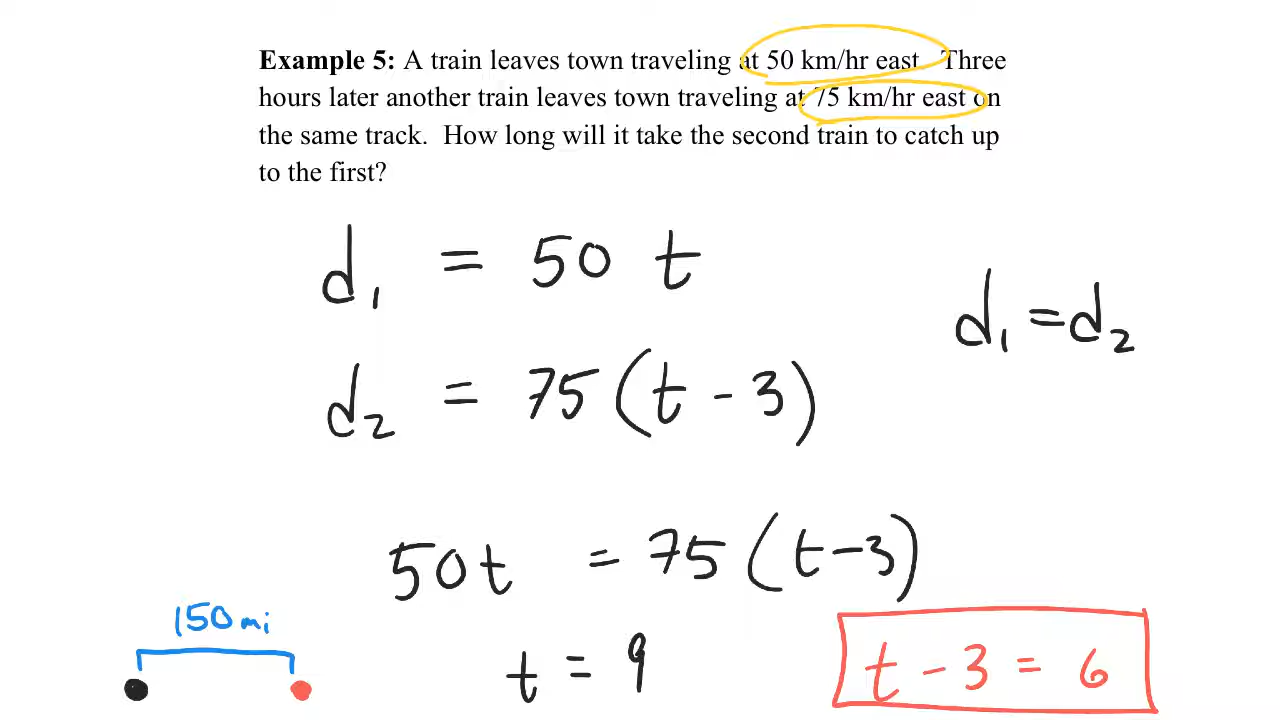 Example 5: A train leaves town traveling at 50 km/hr east. Three
hours later another train leaves town traveling at 75 km/hr east on
the same track. How long will it take the second train to catch up
to the first?
d₁ = 50 t
d₁ = d₂
d₂ = 75 (t - 3)
50t = 75 (t - 3)
150 mi
t = 9
t - 3 = 6